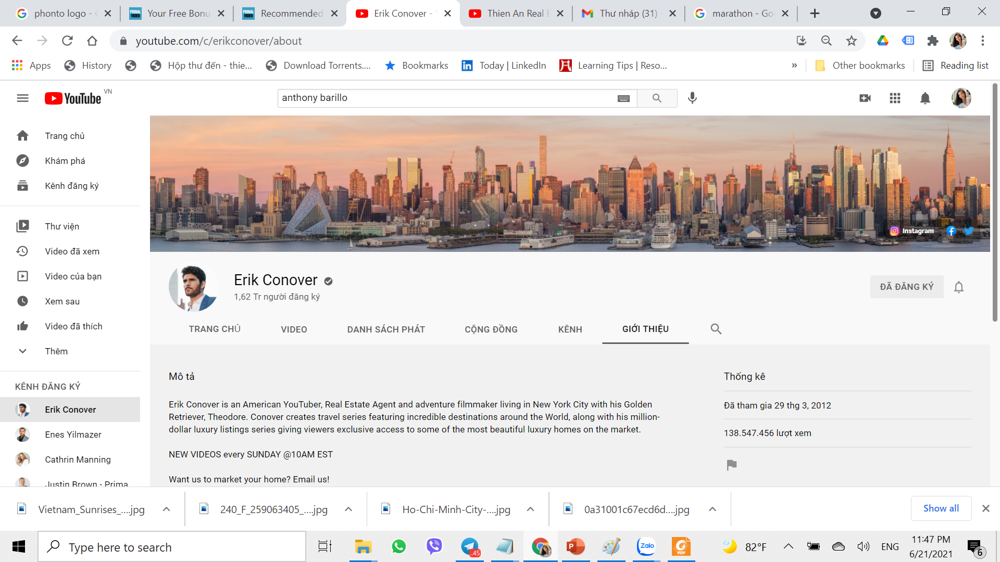 phonto logo - G
Your Free Bonu
Recommended
Erik Conover -
Thien An Real E
Thư nháp (31)
marathon - Go
youtube.com/c/erikconover/about
Apps
History
Hộp thư đến - thie...
Download Torrents....
Bookmarks
Today | LinkedIn
Learning Tips | Reso...
»
Other bookmarks
Reading list
YouTube VN
anthony barillo
Trang chủ
Khám phá
Kênh đăng ký
Thư viện
Video đã xem
Video của bạn
Xem sau
Video đã thích
Thêm
KÊNH ĐĂNG KÝ
Erik Conover
Enes Yilmazer
Cathrin Manning
Justin Brown - Prima
Instagram
Erik Conover
1,62 Tr người đăng ký
ĐÃ ĐĂNG KÝ
TRANG CHỦ
VIDEO
DANH SÁCH PHÁT
CỘNG ĐỒNG
KÊNH
GIỚI THIỆU
Mô tả
Erik Conover is an American YouTuber, Real Estate Agent and adventure filmmaker living in New York City with his Golden
Retriever, Theodore. Conover creates travel series featuring incredible destinations around the World, along with his million-
dollar luxury listings series giving viewers exclusive access to some of the most beautiful luxury homes on the market.
NEW VIDEOS every SUNDAY @10AM EST
Want us to market your home? Email us!
Thống kê
Đã tham gia 29 thg 3, 2012
138.547.456 lượt xem
Vietnam_Sunrises_....jpg
240_F_259063405_....jpg
Ho-Chi-Minh-City-....jpg
0a31001c67ecd6d....jpg
Show all
Type here to search
..45
P
Zalo
PDF
82°F
ENG
11:47 PM
6/21/2021
6